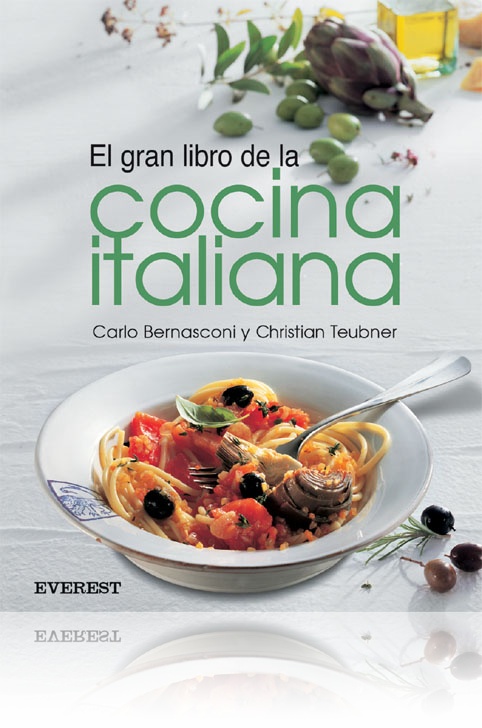 El gran libro de la
cocina
italiana
Carlo Bernasconi y Christian Teubner
EVEREST